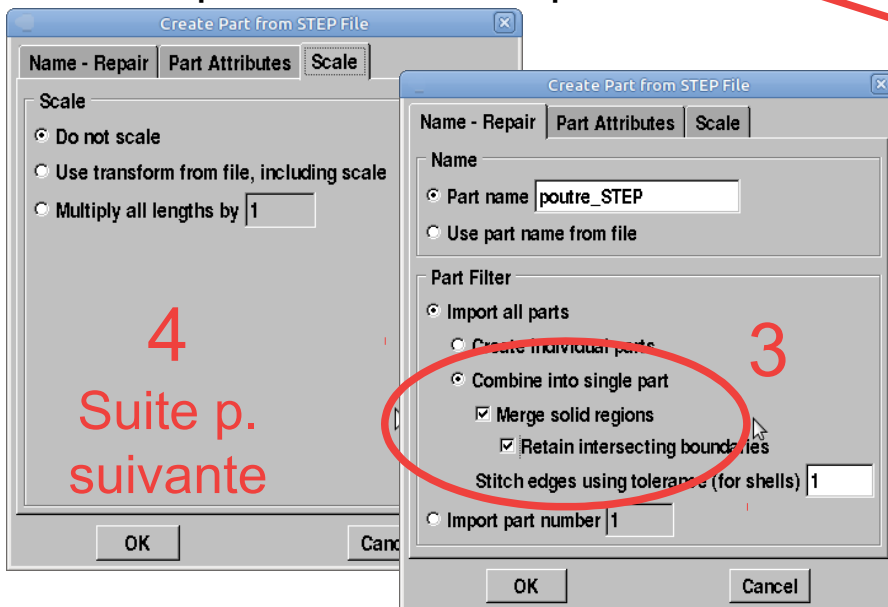 Create Part from STEP File
Name - Repair Part Attributes Scale
Scale
Do not scale
Use transform from file, including scale
Multiply all lengths by 1
4
Suite p.
suivante
OK
Create Part from STEP File
Name - Repair Part Attributes Scale
Name
Part name poutre_STEP
Use part name from file
Part Filter
Import all parts
Create individual parts
3
Combine into single part
Merge solid regions
Retain intersecting boundaries
Stitch edges using tolerance (for shells) 1
Import part number 1
OK Cancel